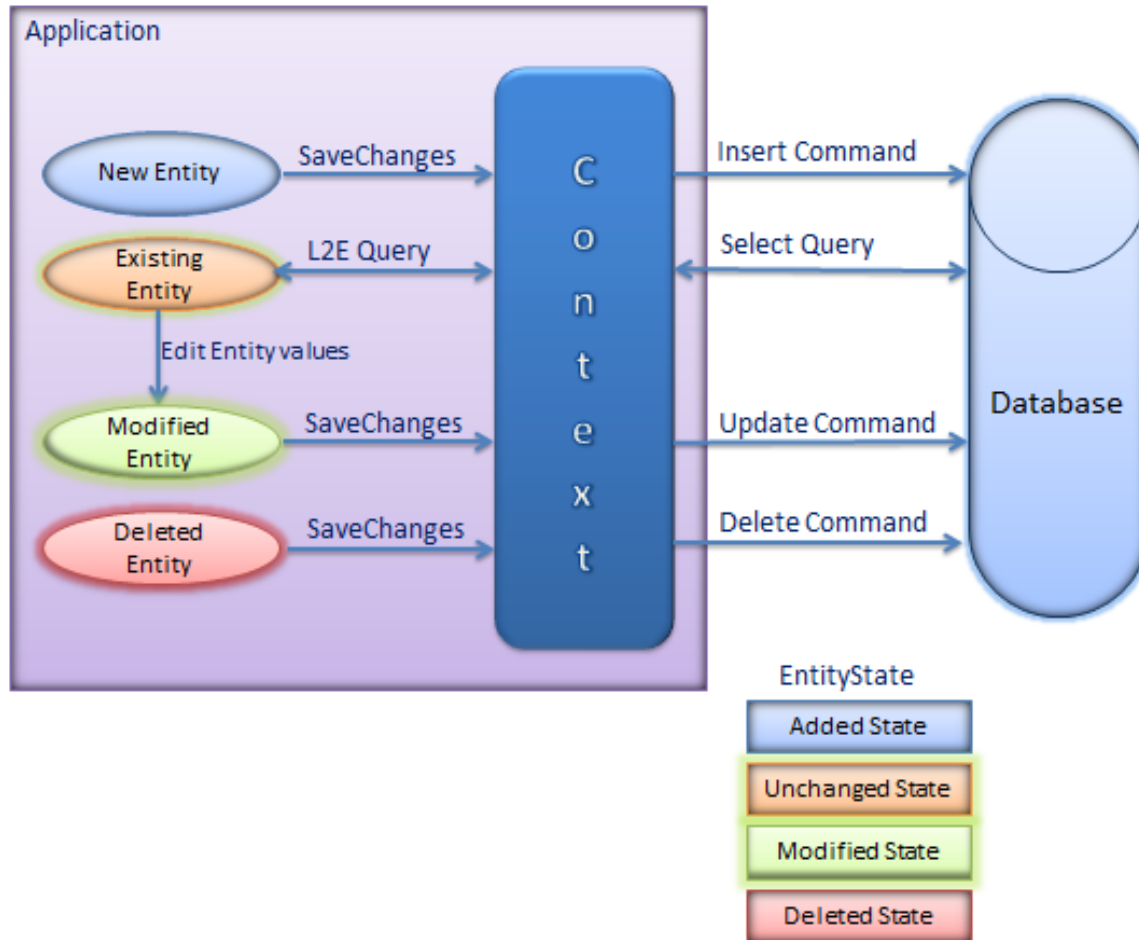 Application
New Entity
SaveChanges
Insert Command
Existing
Entity
L2E Query
Select Query
Edit Entity values
Modified
Entity
SaveChanges
Update Command
Deleted
Entity
SaveChanges
Delete Command
C
o
n
t
e
x
t
Database
EntityState
Added State
Unchanged State
Modified State
Deleted State